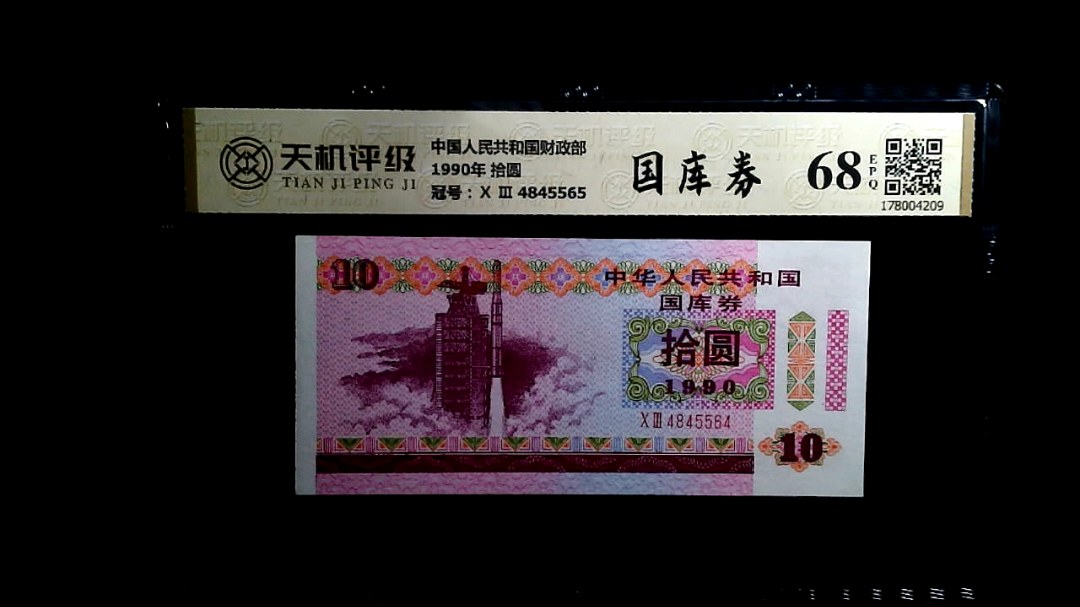 天机评级
TIAN JI PING JI
中国人民共和国财政部
1990年 拾圆
冠号：X Ⅲ 4845565
国库券
68
EPQ
178004209
10
中华人民共和国
国库券
拾圆
1990
X Ⅲ 4845564
10